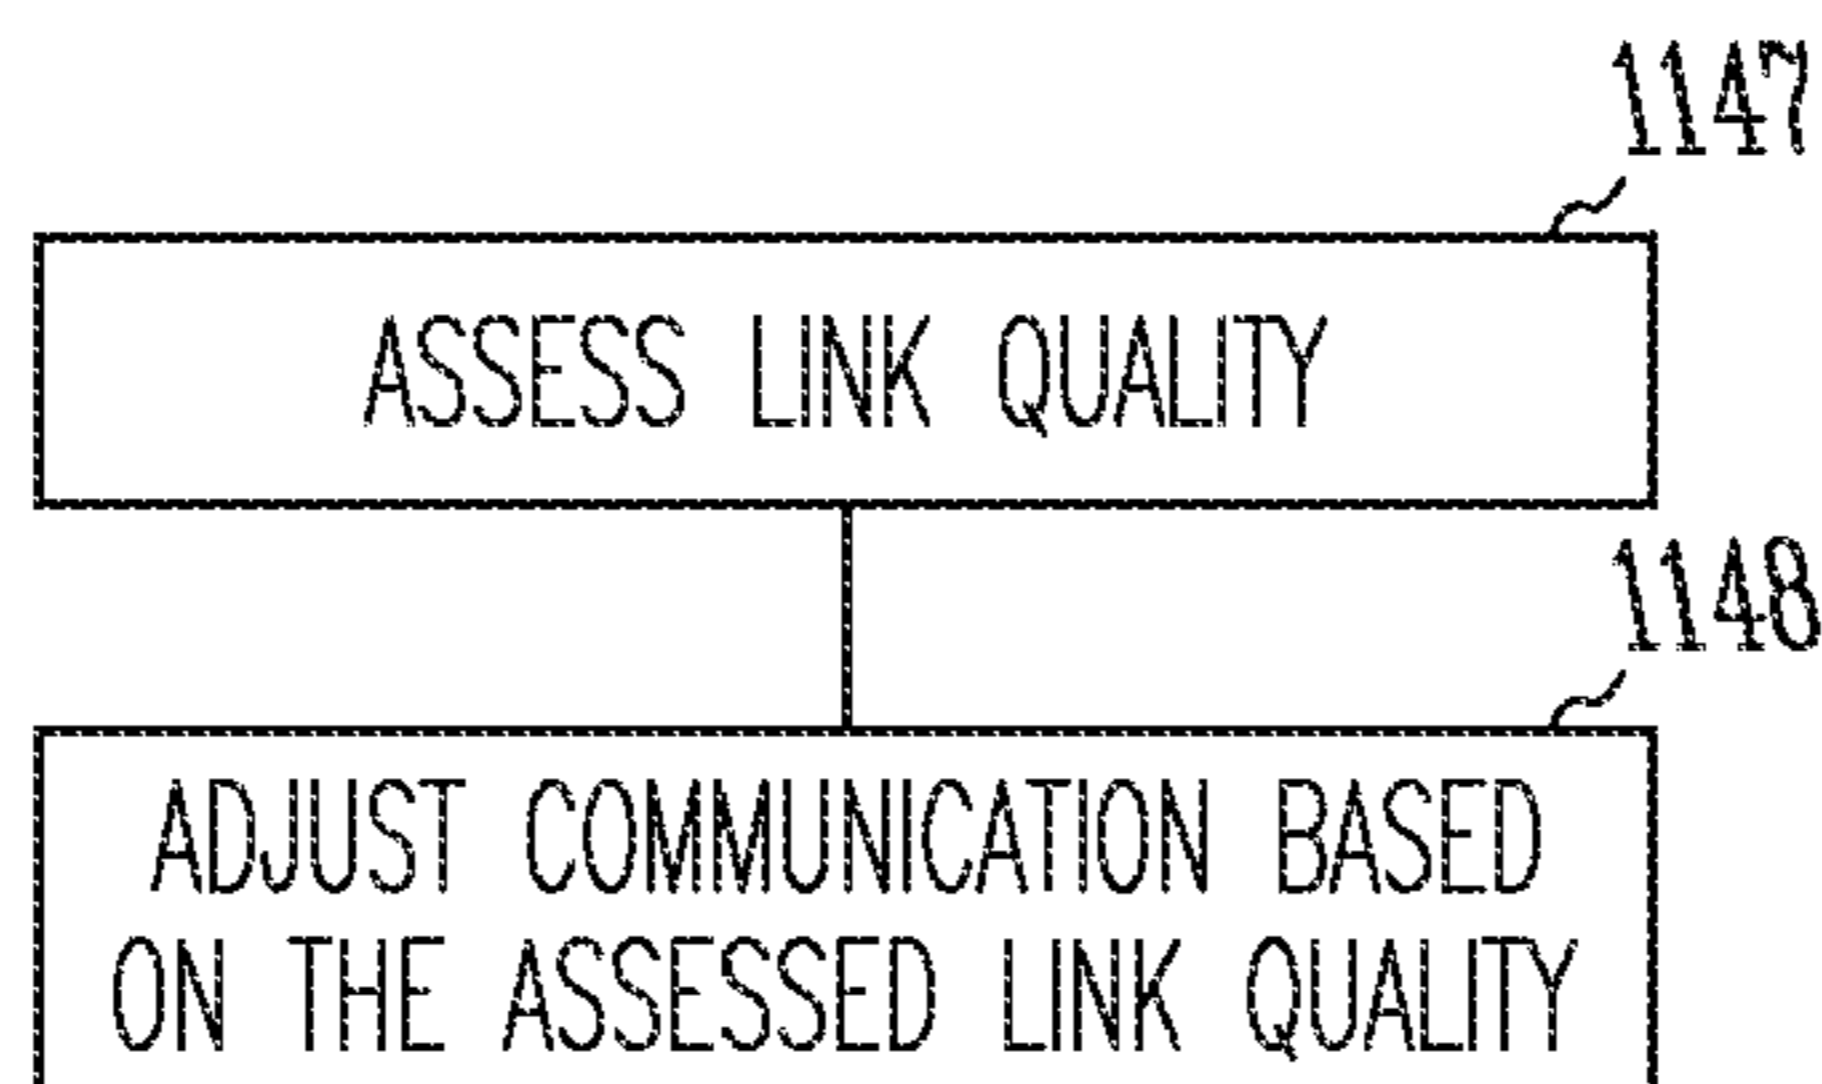 1147
ASSESS LINK QUALITY
1148
ADJUST COMMUNICATION BASED
ON THE ASSESSED LINK QUALITY